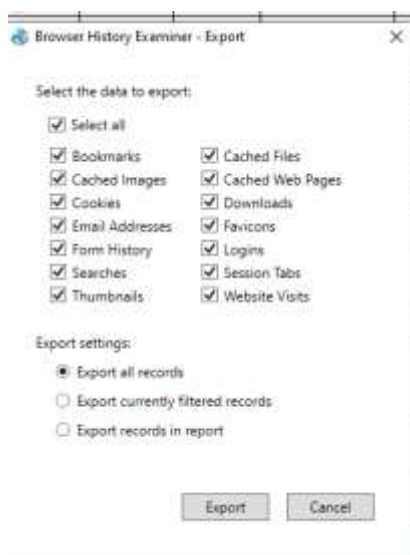 Browser History Examiner - Export
Select the data to export:
Select all
Bookmarks Cached Files
Cached Images Cached Web Pages
Cookies Downloads
Email Addresses Favicons
Form History Logins
Searches Session Tabs
Thumbnails Website Visits
Export settings:
Export all records
Export currently filtered records
Export records in report
Export Cancel